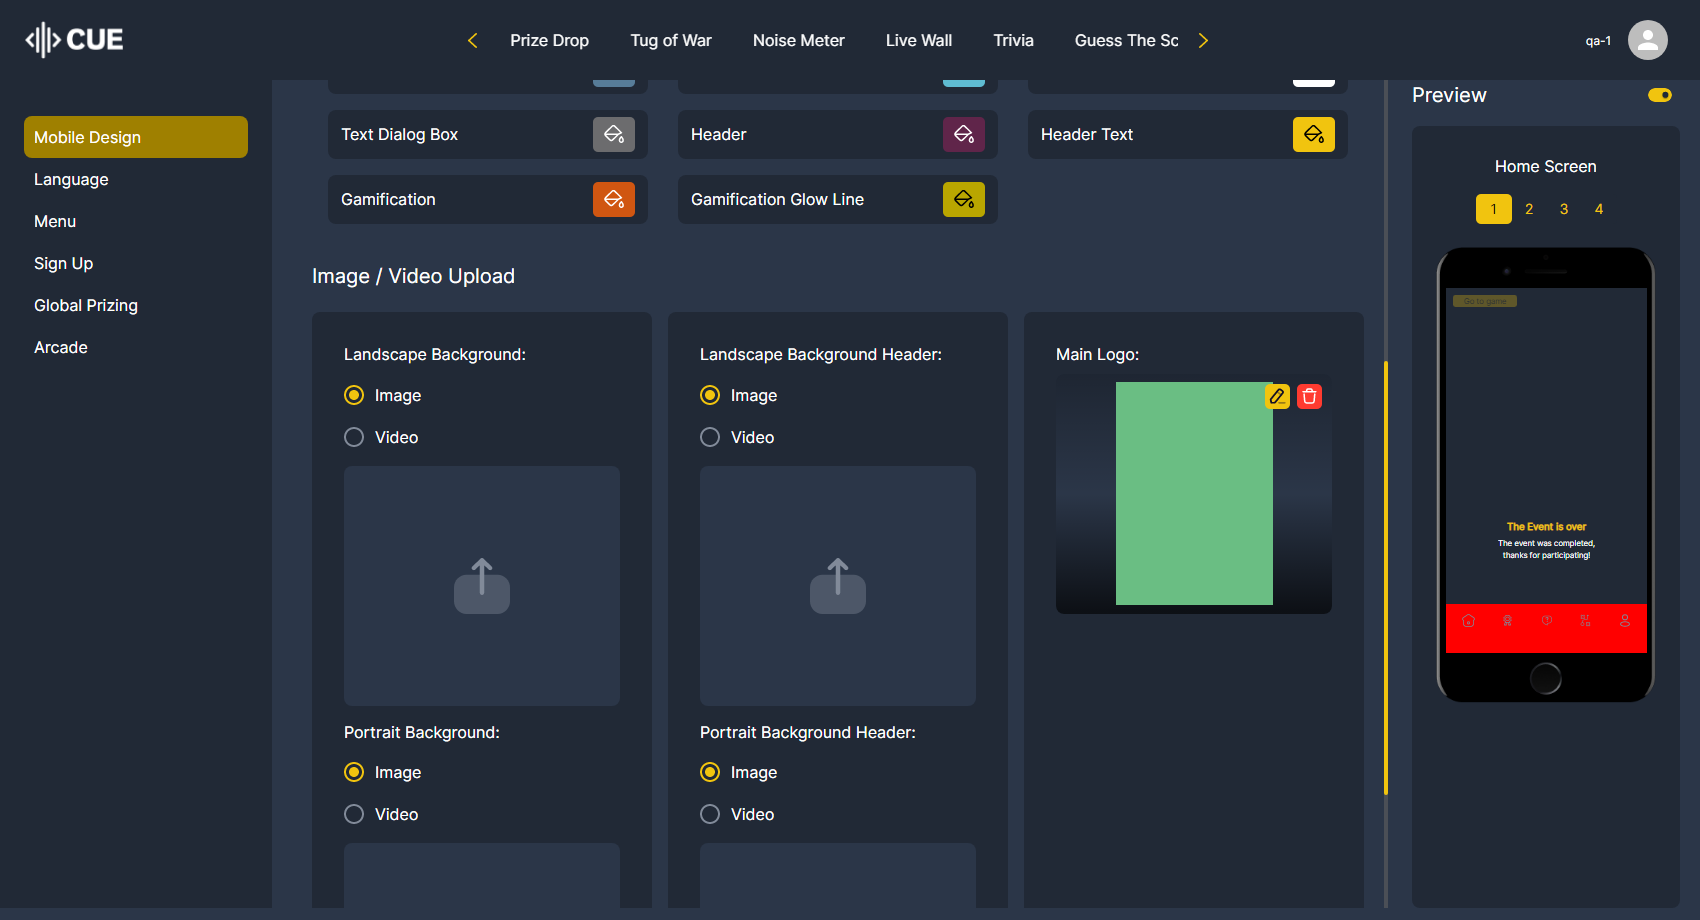 CUE
Prize Drop
Tug of War
Noise Meter
Live Wall
Trivia
Guess The Sc
qa-1
Mobile Design
Language
Menu
Sign Up
Global Prizing
Arcade
Text Dialog Box
Header
Header Text
Gamification
Gamification Glow Line
Image / Video Upload
Landscape Background:
Image
Video
Landscape Background Header:
Image
Video
Main Logo:
Portrait Background:
Image
Video
Portrait Background Header:
Image
Video
Preview
Home Screen
1 2 3 4
Go to game
The Event is over
The event was completed,
thanks for participating!